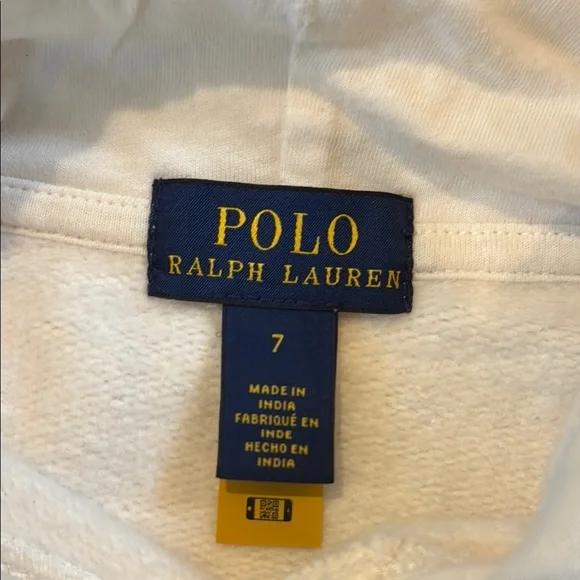 POLO
RALPH LAUREN
7
MADE IN
INDIA
FABRIQUÉ EN
INDE
HECHO EN
INDIA